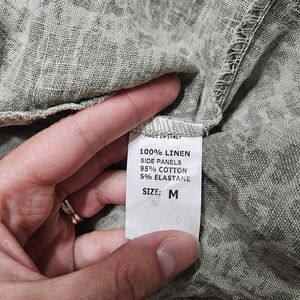 MADE IN ITALY
100% LINEN
SIDE PANELS
95% COTTON
5% ELASTANE
SIZE: M